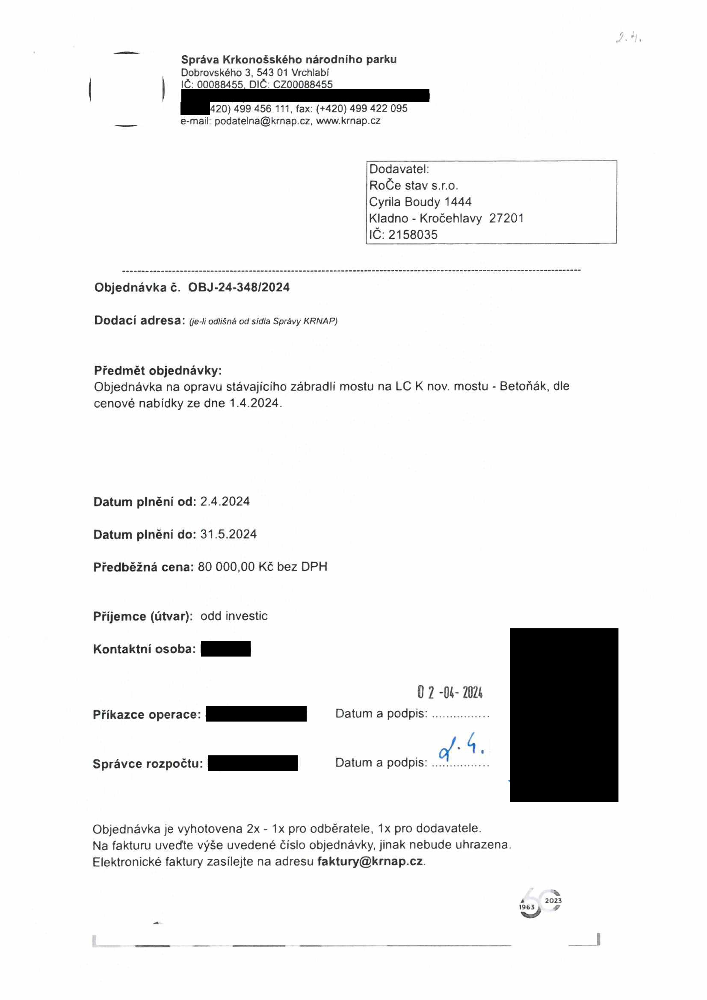 2.4.
Správa Krkonošského národního parku
Dobrovského 3, 543 01 Vrchlabí
IČ: 00088455, DIČ: CZ00088455
420) 499 456 111, fax: (+420) 499 422 095
e-mail: podatelna@krnap.cz, www.krnap.cz
Dodavatel:
RoČe stav s.r.o.
Cyrila Boudy 1444
Kladno - Kročehlavy 27201
IČ: 2158035
Objednávka č. OBJ-24-348/2024
Dodací adresa: (je-li odlišná od sídla Správy KRNAP)
Předmět objednávky:
Objednávka na opravu stávajícího zábradlí mostu na LC K nov. mostu - Betoňák, dle
cenové nabídky ze dne 1.4.2024.
Datum plnění od: 2.4.2024
Datum plnění do: 31.5.2024
Předběžná cena: 80 000,00 Kč bez DPH
Příjemce (útvar): odd investic
Kontaktní osoba:
02 -04- 2024
Příkazce operace: Datum a podpis: ................
2.4.
Správce rozpočtu: Datum a podpis: ................
Objednávka je vyhotovena 2x - 1x pro odběratele, 1x pro dodavatele.
Na fakturu uveďte výše uvedené číslo objednávky, jinak nebude uhrazena.
Elektronické faktury zasílejte na adresu faktury@krnap.cz.
60
2023
1963